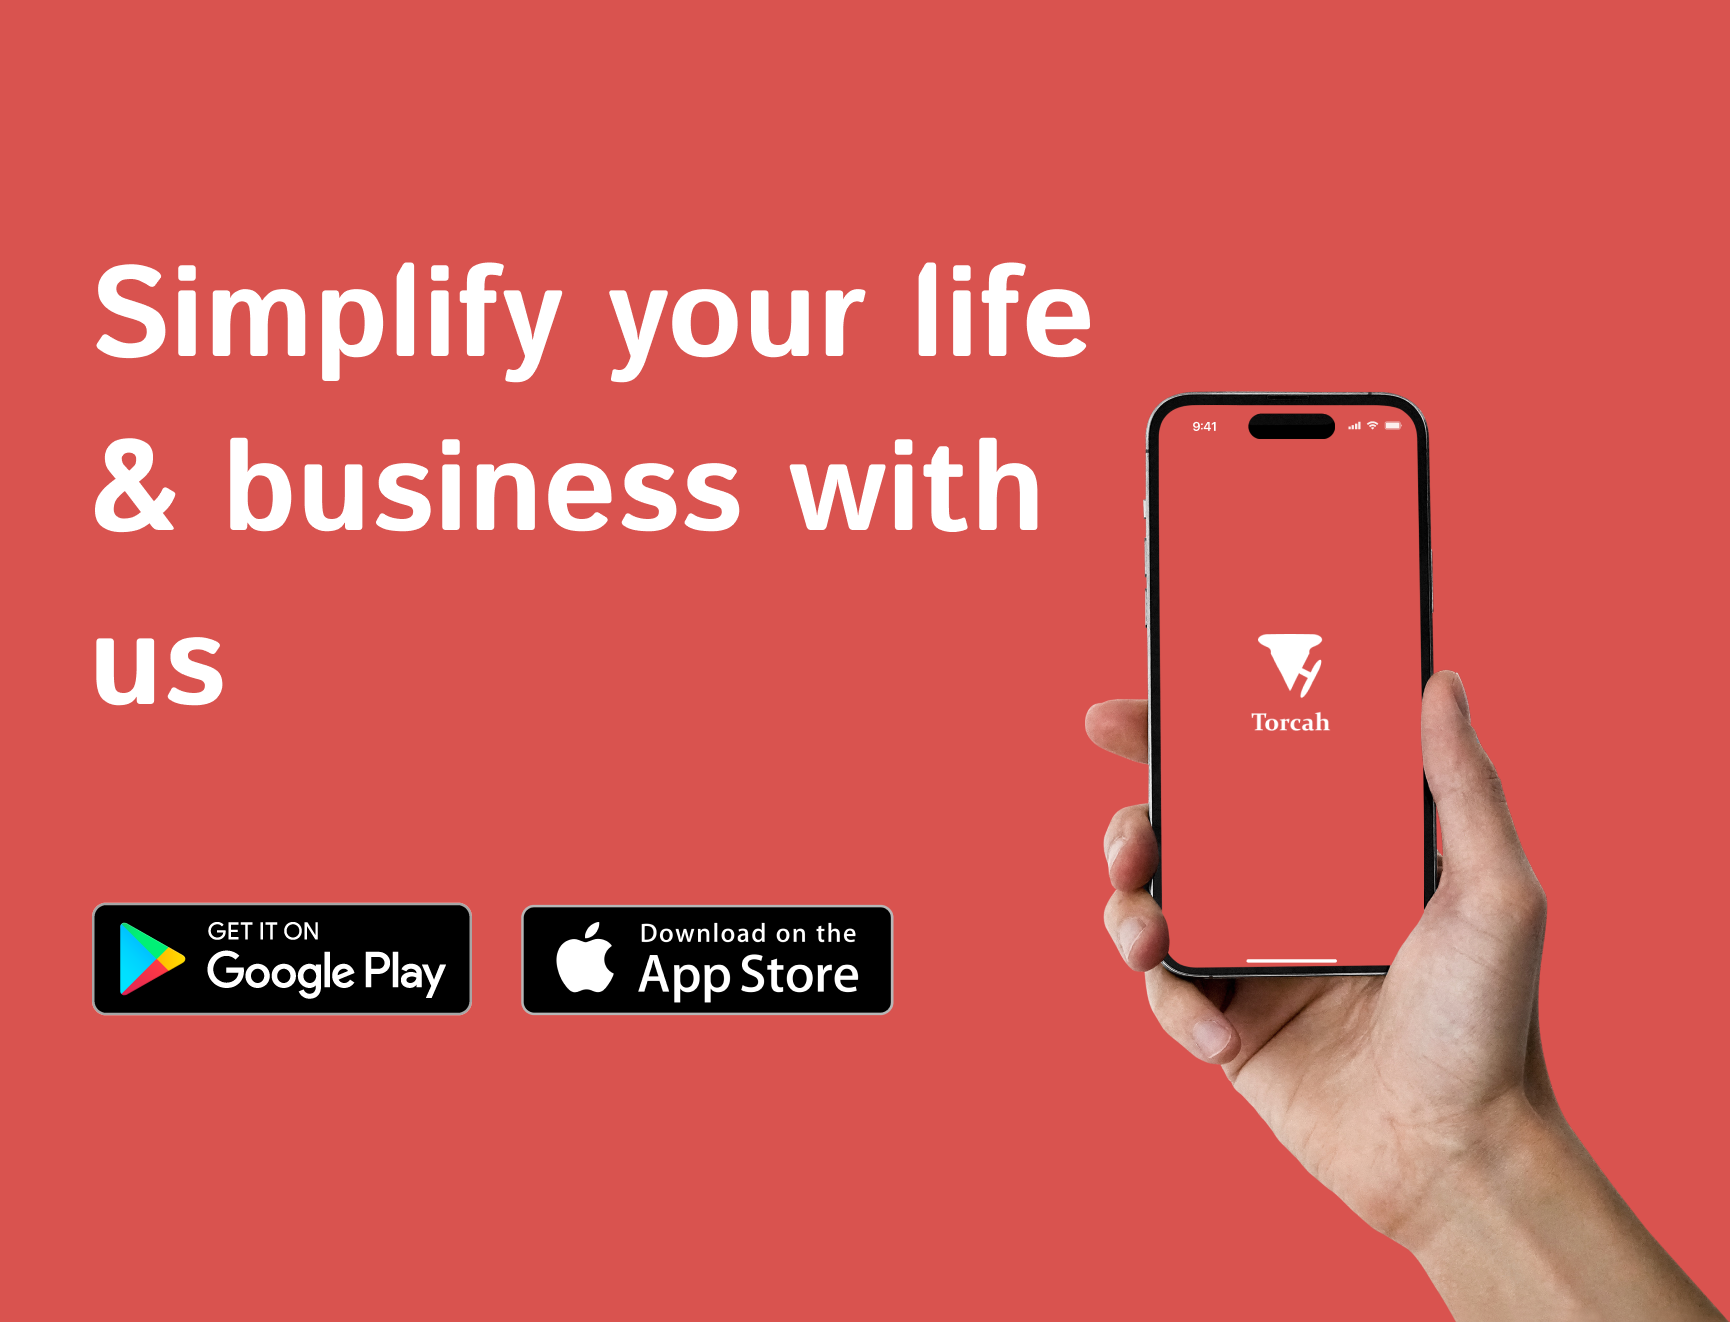 Simplify your life
& business with
us
9:41
Torcah
GET IT ON
Google Play
Download on the
App Store